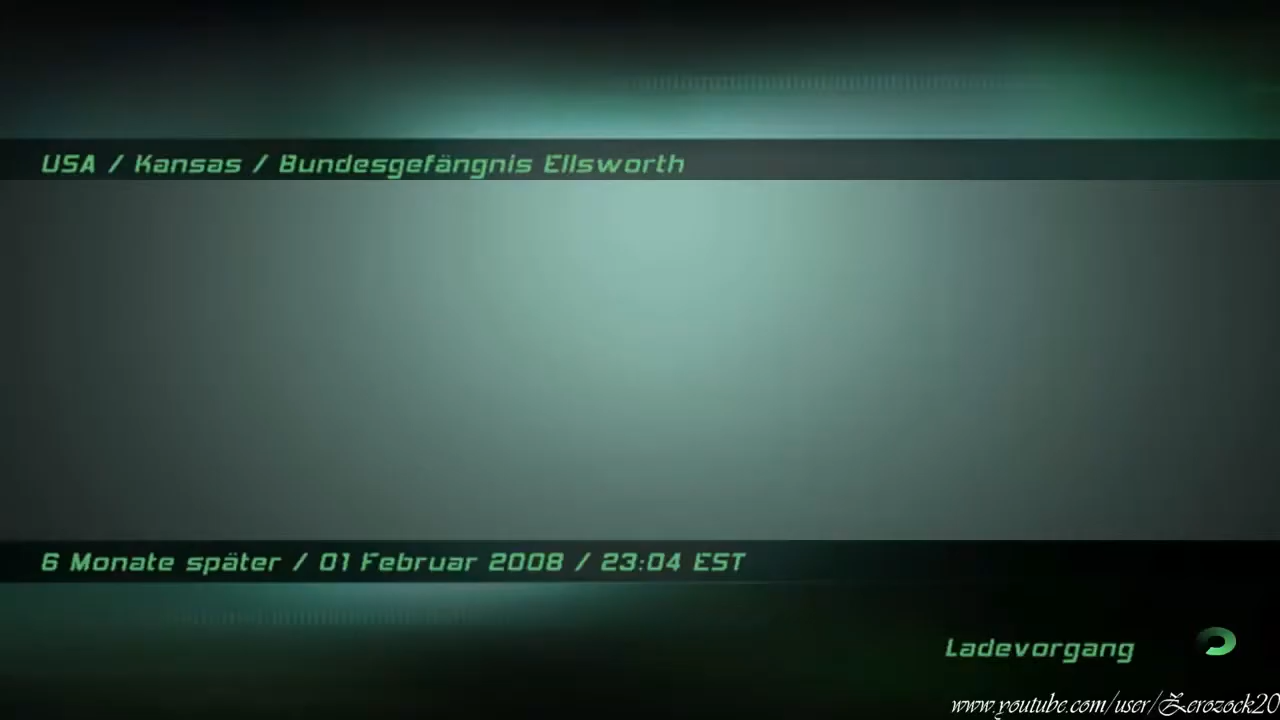 USA / Kansas / Bundesgefängnis Ellsworth
6 Monate später / 01 Februar 2008 / 23:04 EST
Ladevorgang
www.youtube.com/user/Zerozock20